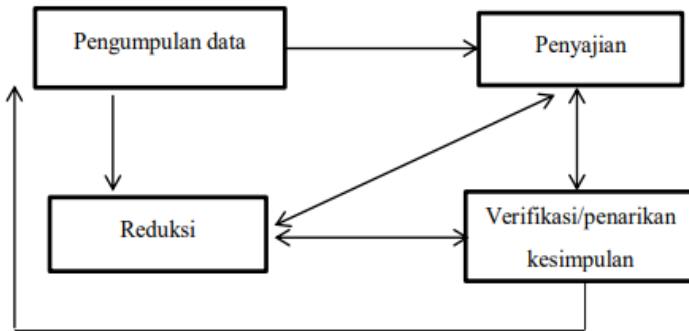 Pengumpulan data
Penyajian
Reduksi
Verifikasi/penarikan
kesimpulan